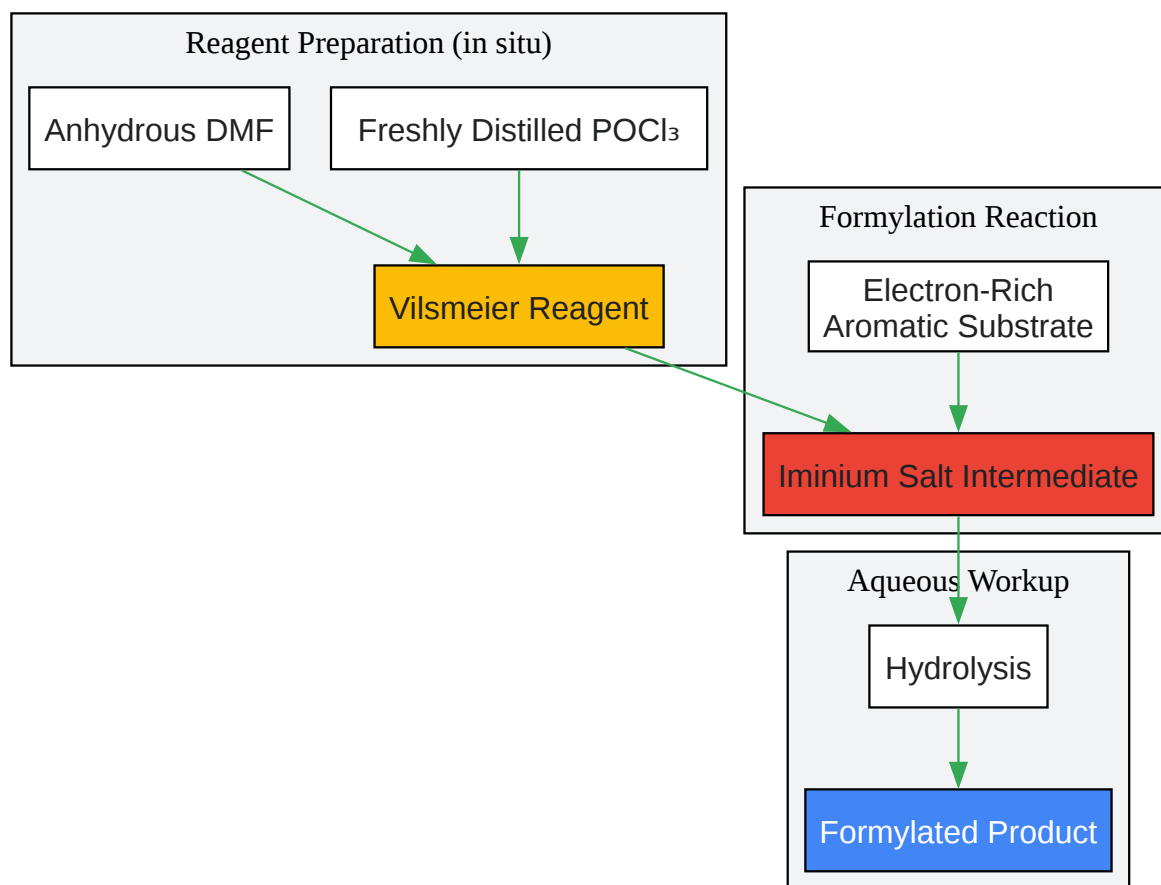 Reagent Preparation (in situ)
Anhydrous DMF
Freshly Distilled POCl₃
Vilsmeier Reagent
Formylation Reaction
Electron-Rich
Aromatic Substrate
Iminium Salt Intermediate
Aqueous Workup
Hydrolysis
Formylated Product